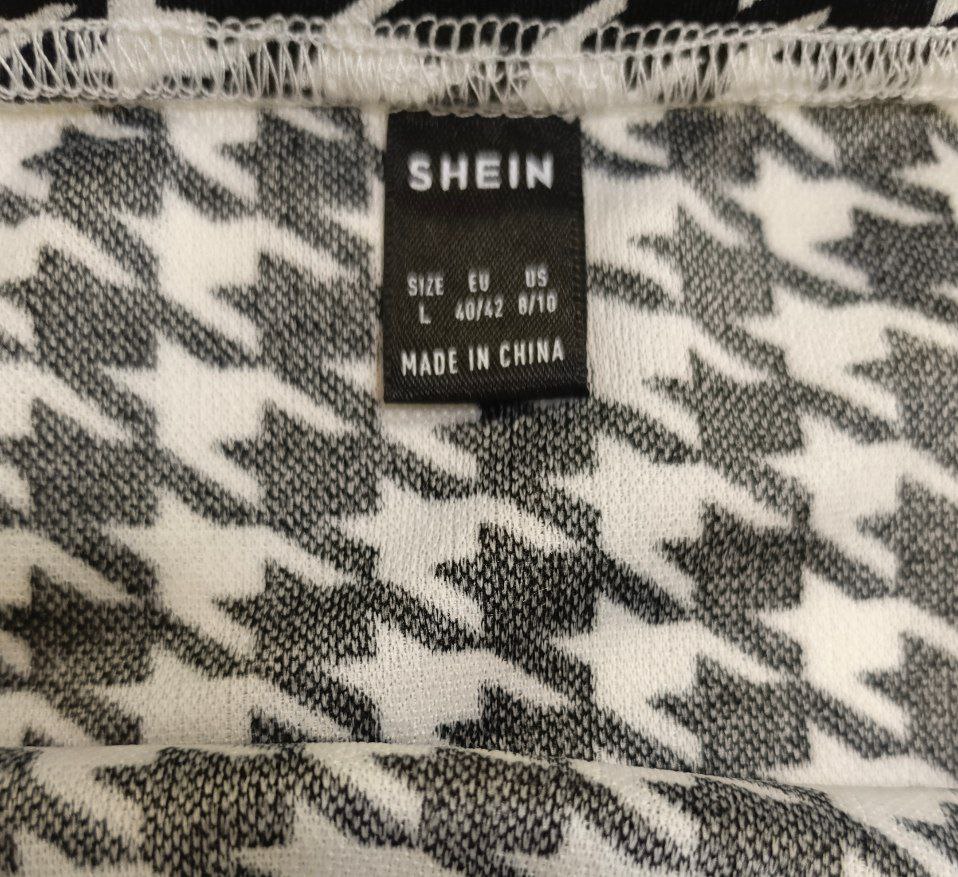 SHEIN
SIZE EU US
L 40/42 8/10
MADE IN CHINA